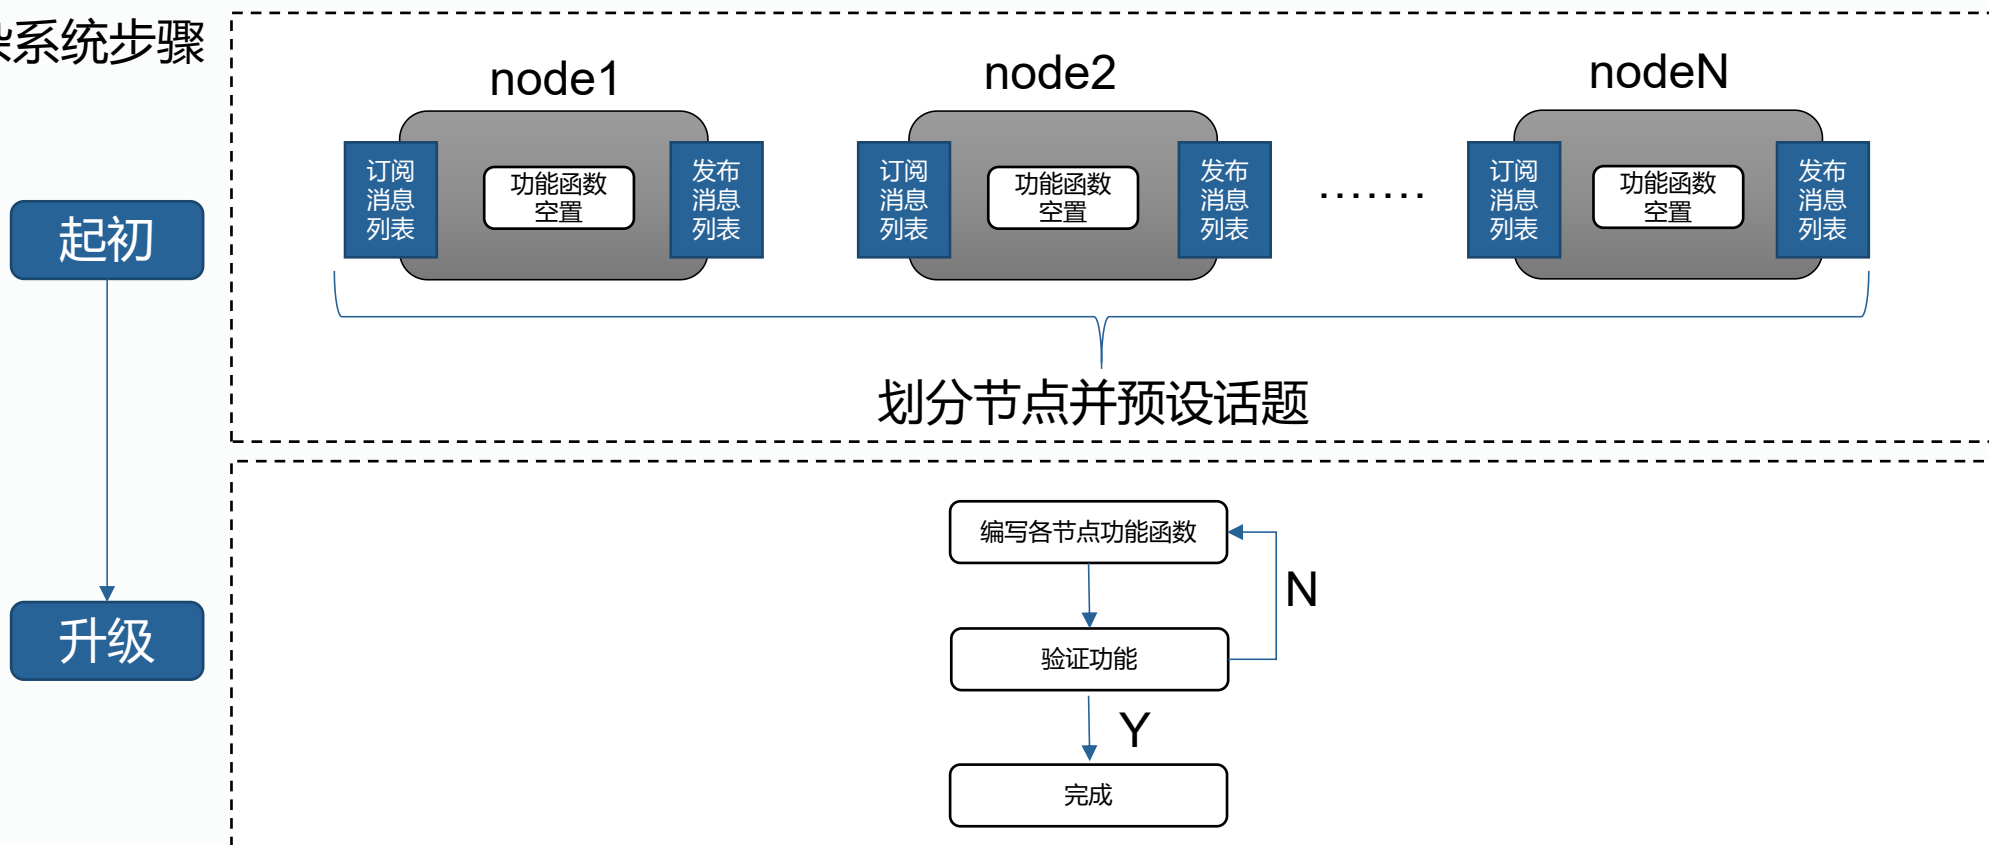 系统步骤
node1
node2
nodeN
订阅
消息
列表
功能函数
空置
发布
消息
列表
订阅
消息
列表
功能函数
空置
发布
消息
列表
.......
订阅
消息
列表
功能函数
空置
发布
消息
列表
起初
划分节点并预设话题
编写各节点功能函数
N
升级
验证功能
Y
完成